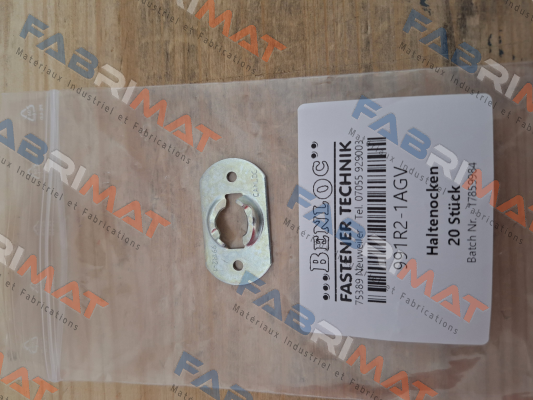 ...BENLOC"...
FASTENER TECHNIK
75389 Neuweiler Tel. 07055 929003
991R2-1AGV
Haltenocken
20 Stück
Batch Nr. 17859984
FABRIMAT
Materiaux Industriel et Fabrications